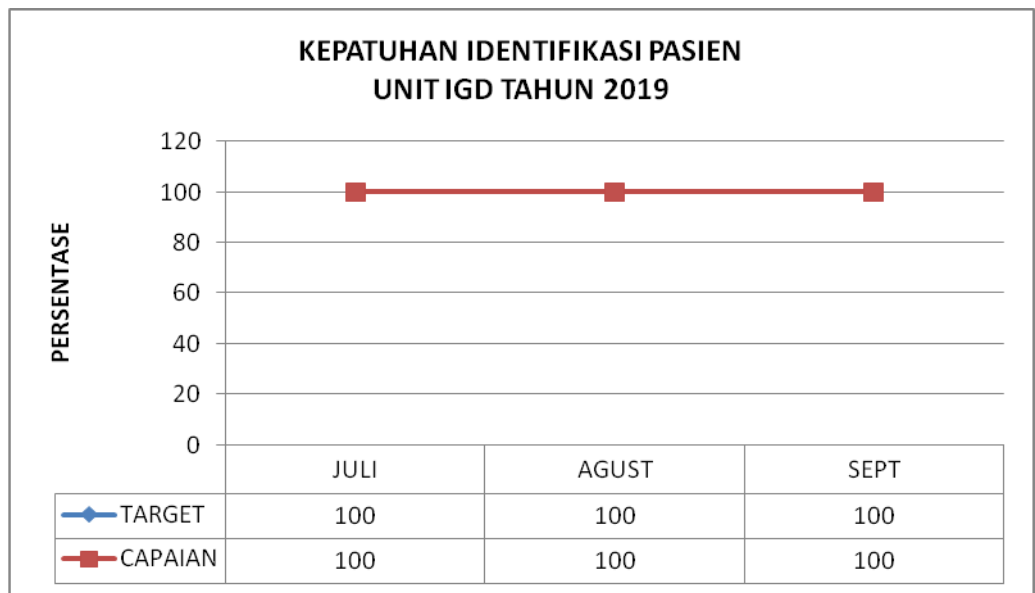 KEPATUHAN IDENTIFIKASI PASIEN
UNIT IGD TAHUN 2019
PERSENTASE
120
100
80
60
40
20
0
JULI AGUST SEPT
TARGET 100 100 100
CAPAIAN 100 100 100